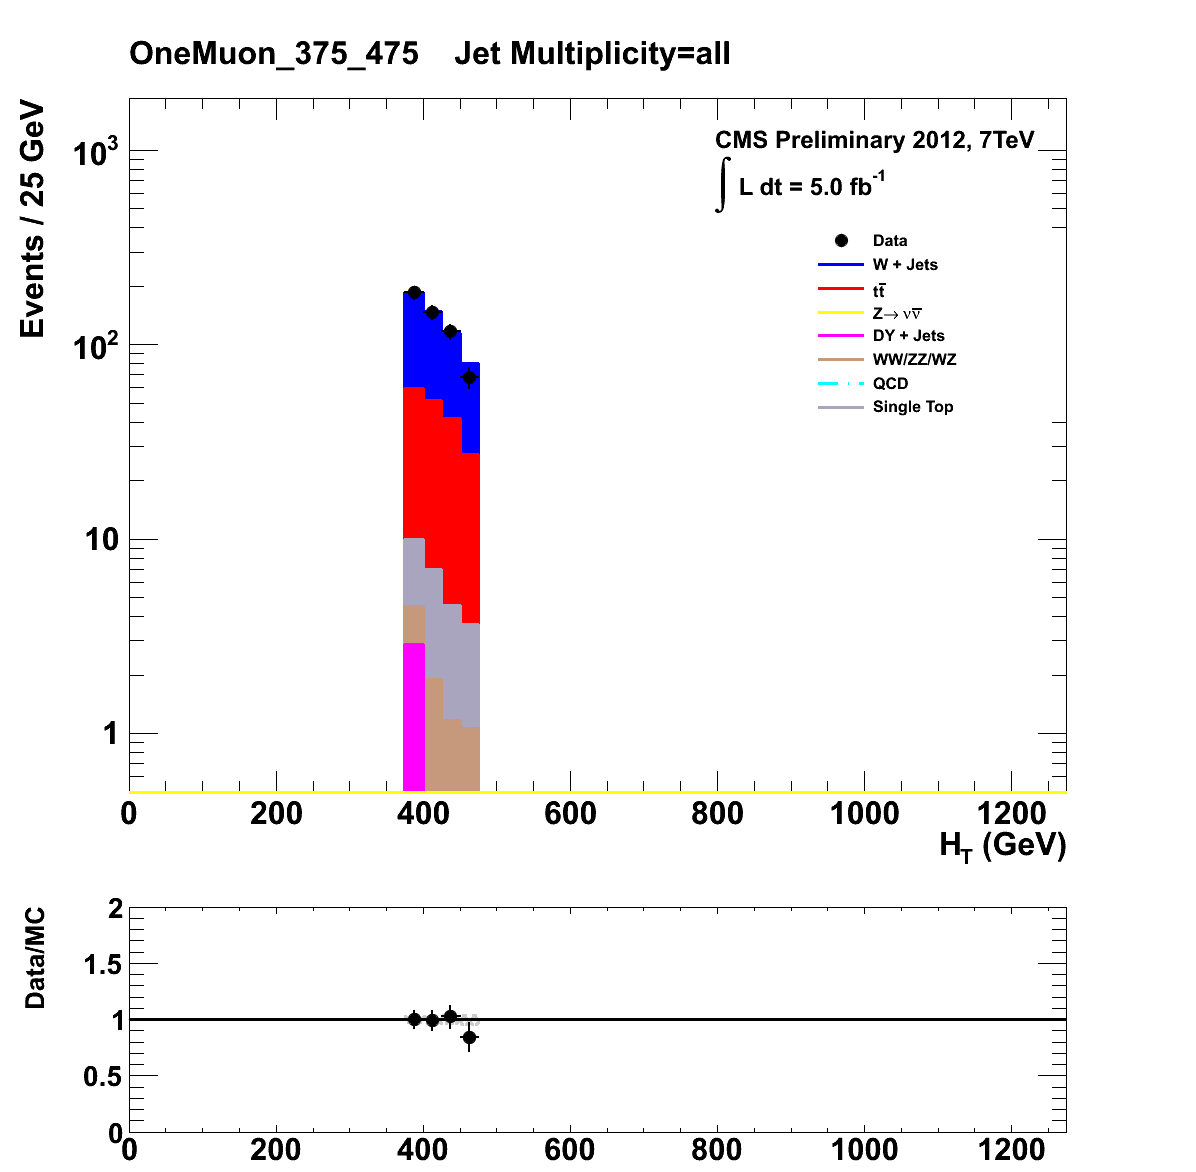 OneMuon_375_475 Jet Multiplicity=all
Events / 25 GeV
10³
10²
10
1
CMS Preliminary 2012, 7TeV
∫ L dt = 5.0 fb⁻¹
Data
W + Jets
tt̅
Z→ νν̅
DY + Jets
WW/ZZ/WZ
QCD
Single Top
0 200 400 600 800 1000 1200
H_T (GeV)
Data/MC
2
1.5
1
0.5
0
0 200 400 600 800 1000 1200